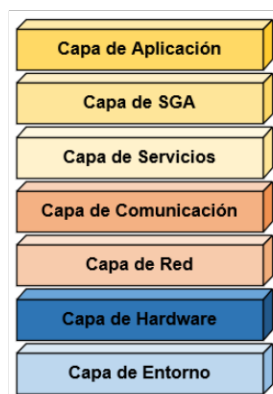 Capa de Aplicación
Capa de SGA
Capa de Servicios
Capa de Comunicación
Capa de Red
Capa de Hardware
Capa de Entorno